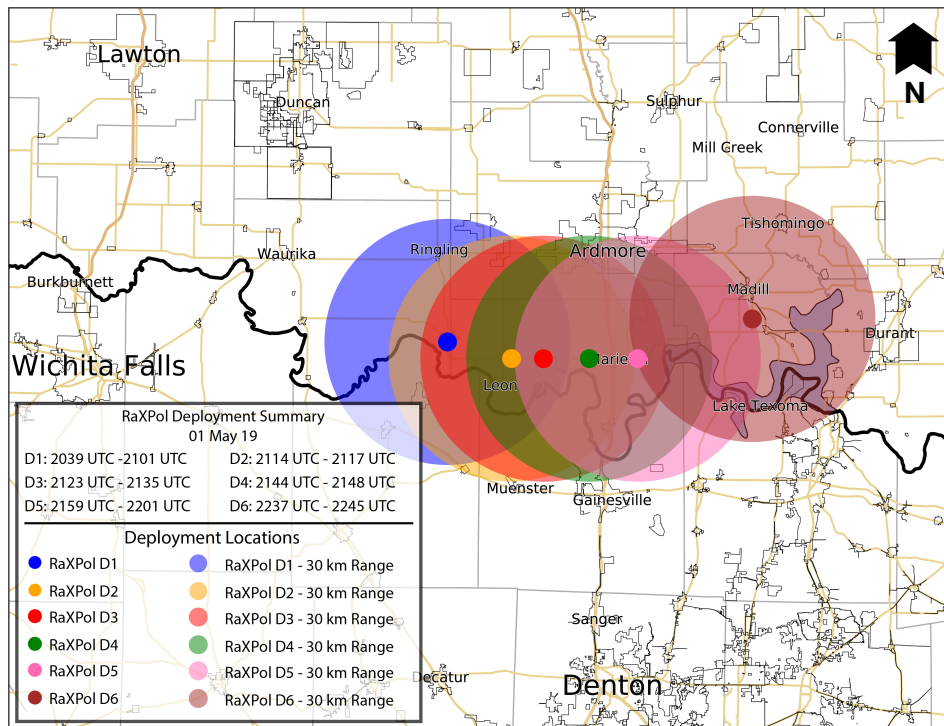 Lawton
N
Duncan
Sulphur
Connerville
Mill Creek
Tishomingo
Ringling
Ardmore
Waurika
Burkburnett
Madill
Durant
Wichita Falls
Leon
Lake Texoma
Muenster
Gainesville
RaXPol Deployment Summary
01 May 19
D1: 2039 UTC -2101 UTC D2: 2114 UTC - 2117 UTC
D3: 2123 UTC - 2135 UTC D4: 2144 UTC - 2148 UTC
D5: 2159 UTC - 2201 UTC D6: 2237 UTC - 2245 UTC
Deployment Locations
RaXPol D1 RaXPol D1 - 30 km Range
RaXPol D2 RaXPol D2 - 30 km Range
RaXPol D3 RaXPol D3 - 30 km Range
RaXPol D4 RaXPol D4 - 30 km Range
RaXPol D5 RaXPol D5 - 30 km Range
RaXPol D6 RaXPol D6 - 30 km Range
Sanger
Decatur
Denton